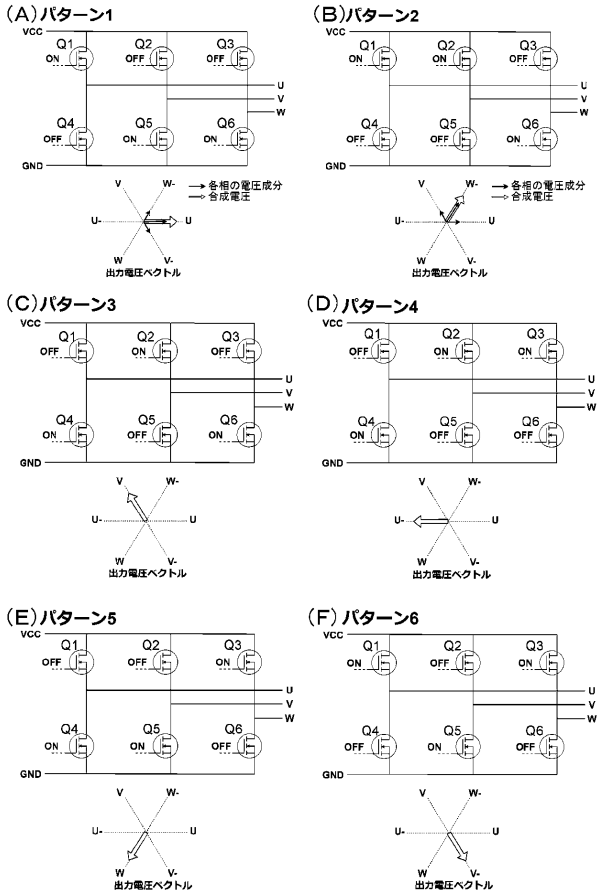 (A)パターン1
VCC
Q1 Q2 Q3
ON OFF OFF
U
V
W
Q4 Q5 Q6
OFF ON ON
GND
V W-
U- U
W V-
各相の電圧成分
合成電圧
出力電圧ベクトル
(B)パターン2
VCC
Q1 Q2 Q3
ON ON OFF
U
V
W
Q4 Q5 Q6
OFF OFF ON
GND
V W-
U- U
W V-
各相の電圧成分
合成電圧
出力電圧ベクトル
(C)パターン3
VCC
Q1 Q2 Q3
OFF ON OFF
U
V
W
Q4 Q5 Q6
ON OFF ON
GND
V W-
U- U
W V-
出力電圧ベクトル
(D)パターン4
VCC
Q1 Q2 Q3
OFF ON ON
U
V
W
Q4 Q5 Q6
ON OFF OFF
GND
V W-
U- U
W V-
出力電圧ベクトル
(E)パターン5
VCC
Q1 Q2 Q3
OFF OFF ON
U
V
W
Q4 Q5 Q6
ON ON OFF
GND
V W-
U- U
W V-
出力電圧ベクトル
(F)パターン6
VCC
Q1 Q2 Q3
ON OFF ON
U
V
W
Q4 Q5 Q6
OFF ON OFF
GND
V W-
U- U
W V-
出力電圧ベクトル